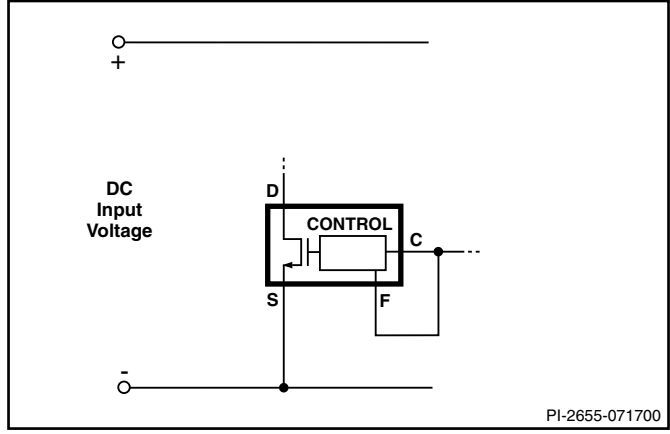 +
DC
Input
Voltage
D
CONTROL
C
S
F
-
PI-2655-071700